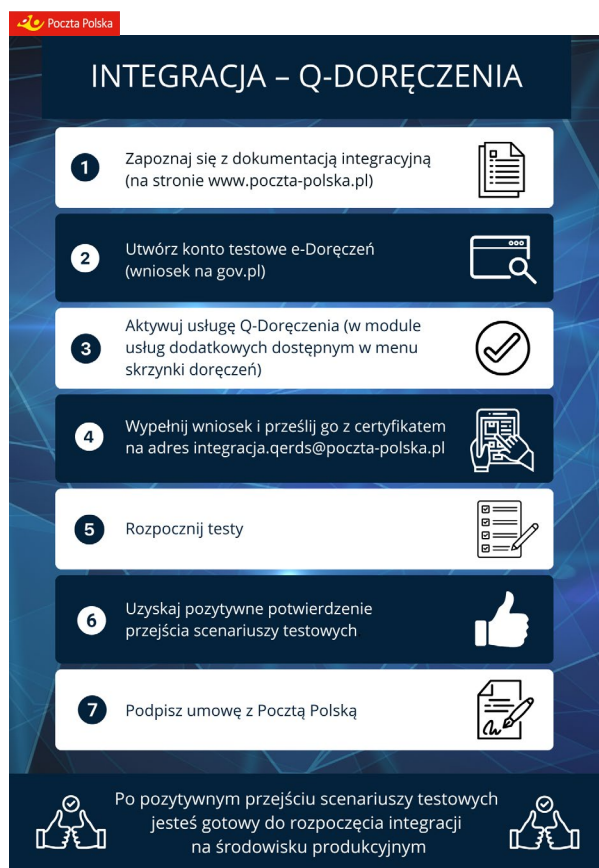 Poczta Polska
INTEGRACJA – Q-DORĘCZENIA
1
Zapoznaj się z dokumentacją integracyjną
(na stronie www.poczta-polska.pl)
2
Utwórz konto testowe e-Doręczeń
(wniosek na gov.pl)
3
Aktywuj usługę Q-Doręczenia (w module
usług dodatkowych dostępnym w menu
skrzynki doręczeń)
4
Wypełnij wniosek i prześlij go z certyfikatem
na adres integracja.qerds@poczta-polska.pl
5
Rozpocznij testy
6
Uzyskaj pozytywne potwierdzenie
przejścia scenariuszy testowych
7
Podpisz umowę z Pocztą Polską
Po pozytywnym przejściu scenariuszy testowych
jesteś gotowy do rozpoczęcia integracji
na środowisku produkcyjnym